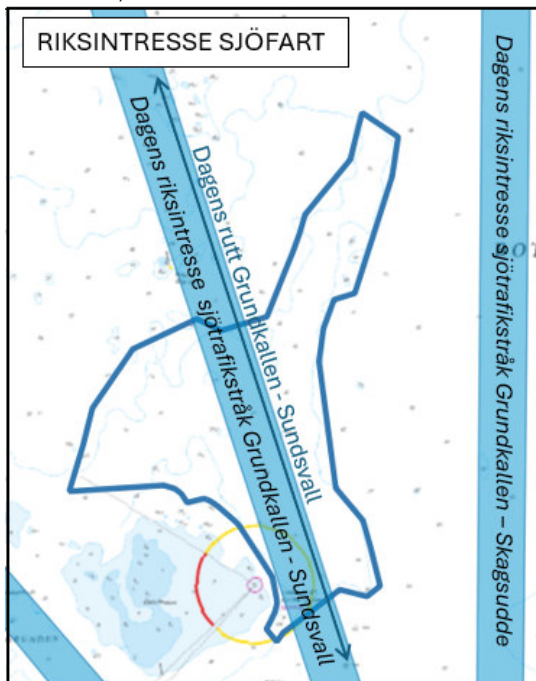 RIKSINTRESSE SJÖFART
Dagens riksintresse sjötrafikstråk Grundkallen - Sundsvall
Dagens rutt Grundkallen - Sundsvall
Dagens riksintresse sjötrafikstråk Grundkallen – Skagsudde